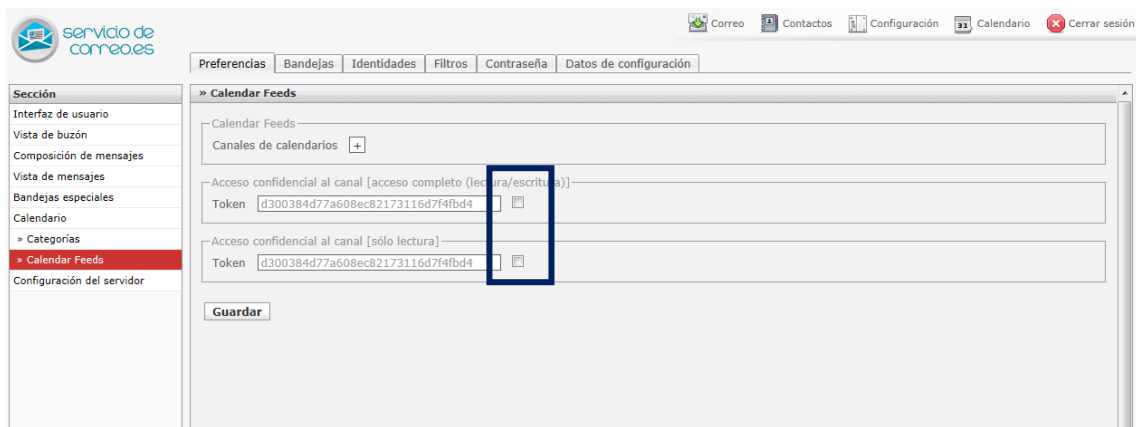 servicio de
correo.es
Correo Contactos Configuración 31 Calendario Cerrar sesión
Preferencias Bandejas Identidades Filtros Contraseña Datos de configuración
Sección
Interfaz de usuario
Vista de buzón
Composición de mensajes
Vista de mensajes
Bandejas especiales
Calendario
» Categorías
» Calendar Feeds
Configuración del servidor
» Calendar Feeds
Calendar Feeds
Canales de calendarios +
Acceso confidencial al canal [acceso completo (lectura/escritura)]
Token d300384d77a608ec82173116d7f4fbd4
Acceso confidencial al canal [sólo lectura]
Token d300384d77a608ec82173116d7f4fbd4
Guardar